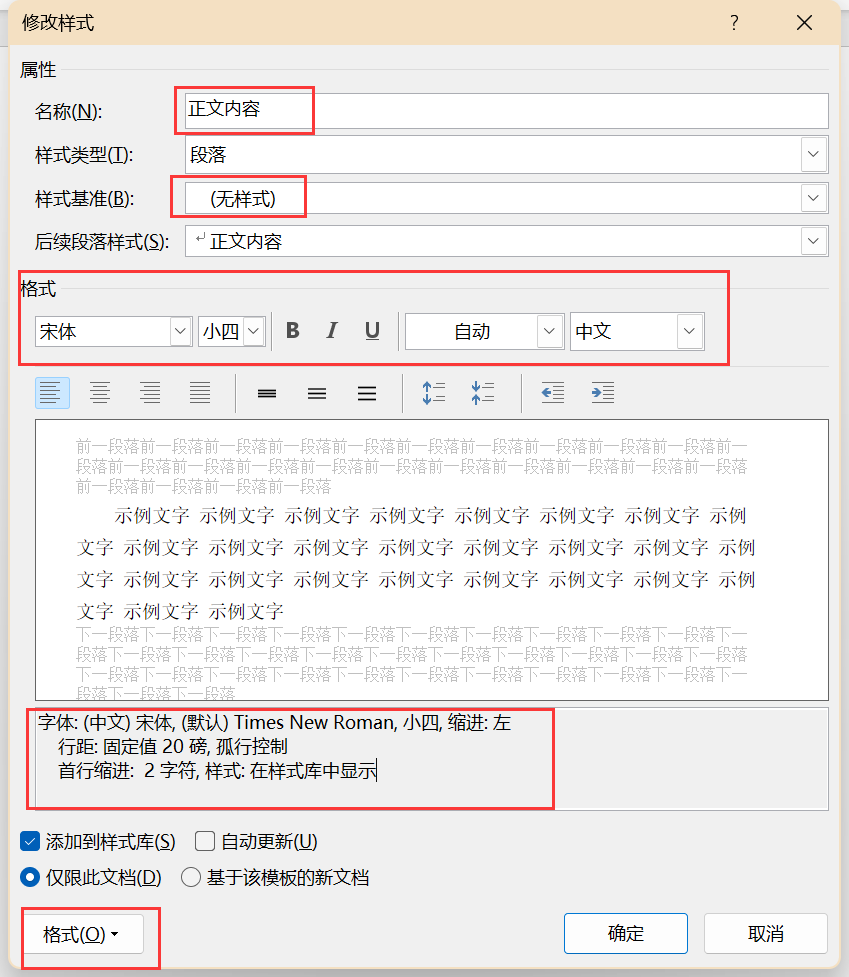 修改样式 ?
属性
名称(N): 正文内容
样式类型(T): 段落
样式基准(B): (无样式)
后续段落样式(S): ↵ 正文内容
格式
宋体 小四 B I U 自动 中文
前一段落前一段落前一段落前一段落前一段落前一段落前一段落前一段落前一段落前一段落前一
段落前一段落前一段落前一段落前一段落前一段落前一段落前一段落前一段落前一段落前一段落
前一段落前一段落前一段落前一段落
示例文字 示例文字 示例文字 示例文字 示例文字 示例文字 示例文字 示例
文字 示例文字 示例文字 示例文字 示例文字 示例文字 示例文字 示例文字 示例
文字 示例文字 示例文字 示例文字 示例文字 示例文字 示例文字 示例文字 示例
文字 示例文字 示例文字
下一段落下一段落下一段落下一段落下一段落下一段落下一段落下一段落下一段落下一段落下一
段落下一段落下一段落下一段落下一段落下一段落下一段落下一段落下一段落下一段落下一段落
下一段落下一段落下一段落下一段落下一段落下一段落下一段落下一段落下一段落下一段落下一
段落下一段落下一段落
字体: (中文) 宋体, (默认) Times New Roman, 小四, 缩进: 左
行距: 固定值 20 磅, 孤行控制
首行缩进: 2 字符, 样式: 在样式库中显示
添加到样式库(S) 自动更新(U)
仅限此文档(D) 基于该模板的新文档
格式(O) 确定 取消